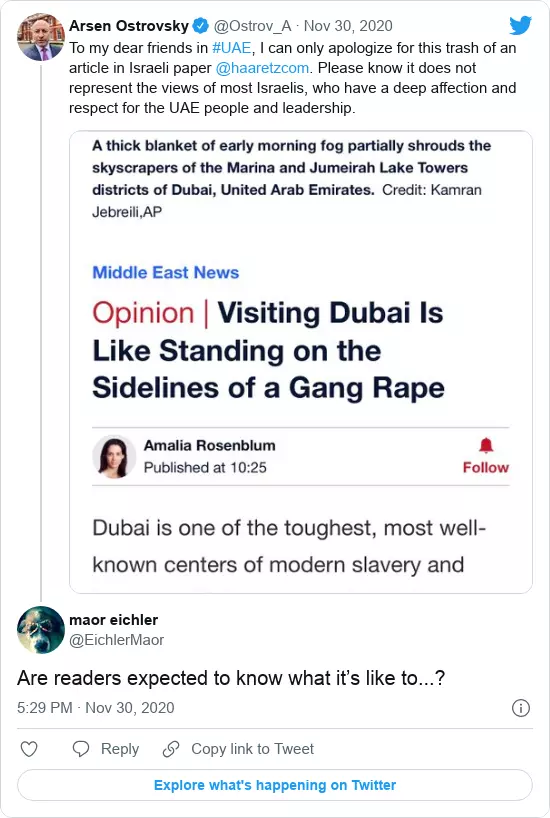 Arsen Ostrovsky @Ostrov_A · Nov 30, 2020
To my dear friends in #UAE, I can only apologize for this trash of an
article in Israeli paper @haaretzcom. Please know it does not
represent the views of most Israelis, who have a deep affection and
respect for the UAE people and leadership.
A thick blanket of early morning fog partially shrouds the
skyscrapers of the Marina and Jumeirah Lake Towers
districts of Dubai, United Arab Emirates. Credit: Kamran
Jebreili,AP
Middle East News
Opinion | Visiting Dubai Is
Like Standing on the
Sidelines of a Gang Rape
Amalia Rosenblum
Published at 10:25
Follow
Dubai is one of the toughest, most well-
known centers of modern slavery and
maor eichler
@EichlerMaor
Are readers expected to know what it’s like to...?
5:29 PM · Nov 30, 2020
Reply Copy link to Tweet
Explore what's happening on Twitter